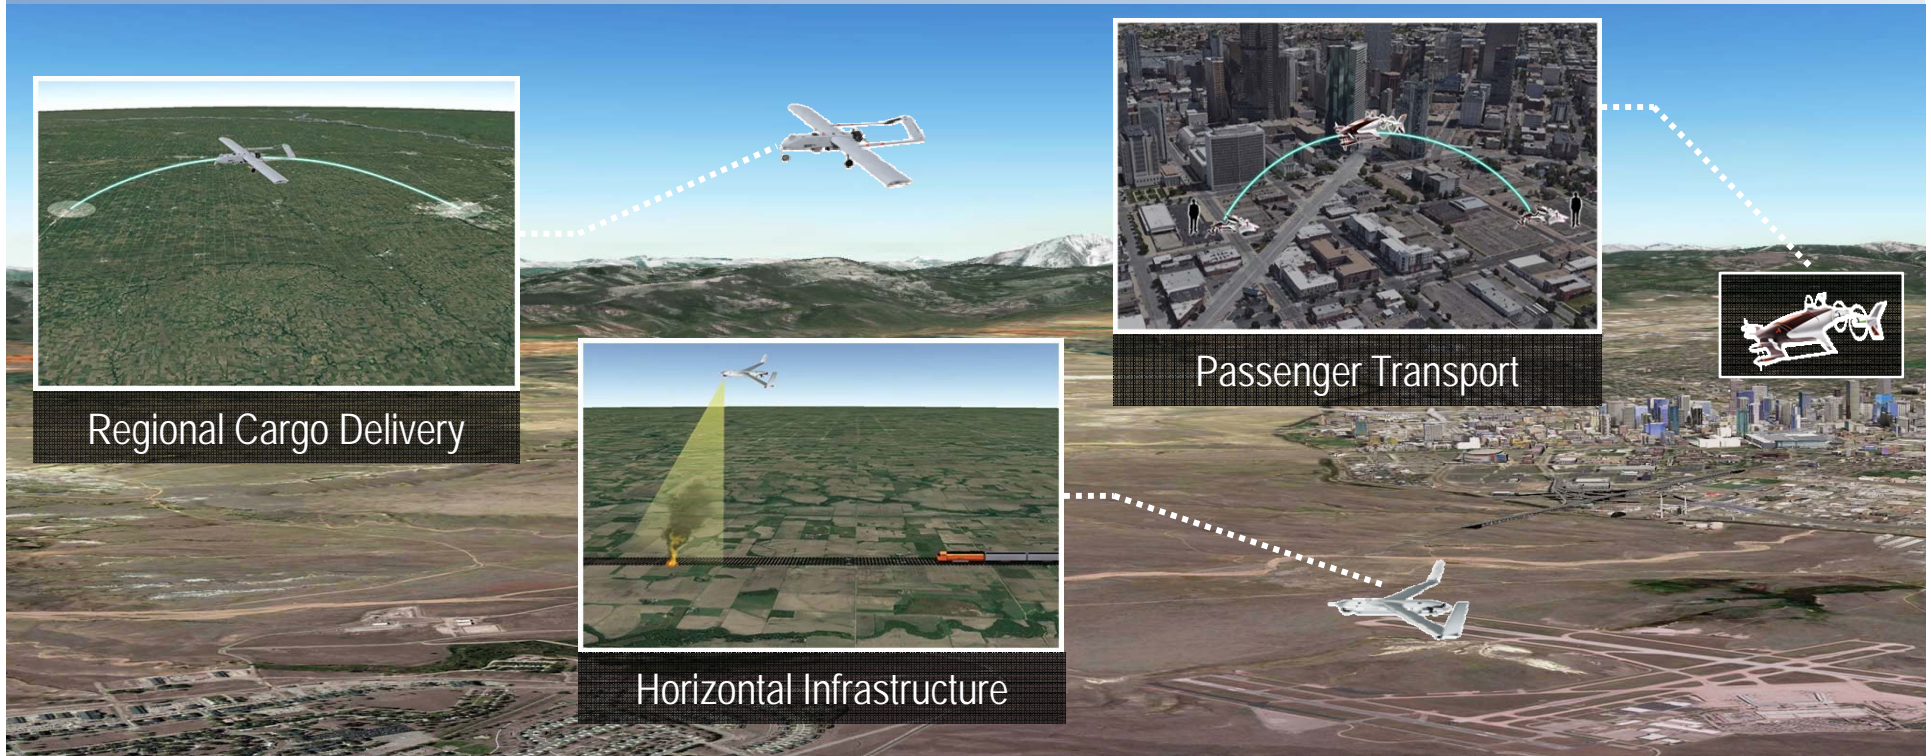 Regional Cargo Delivery
Passenger Transport
Horizontal Infrastructure